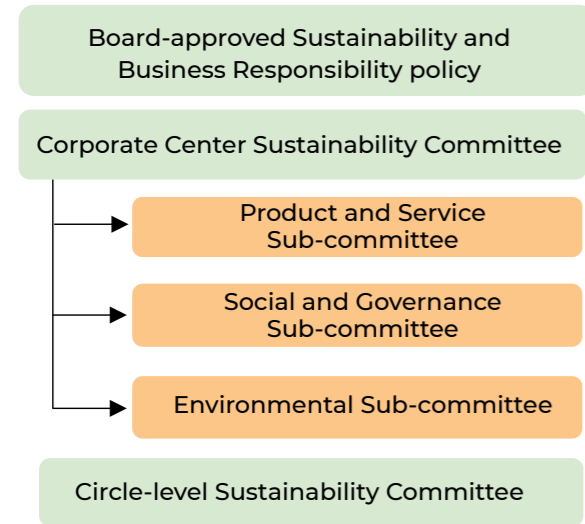 Board-approved Sustainability and
Business Responsibility policy
Corporate Center Sustainability Committee
Product and Service
Sub-committee
Social and Governance
Sub-committee
Environmental Sub-committee
Circle-level Sustainability Committee